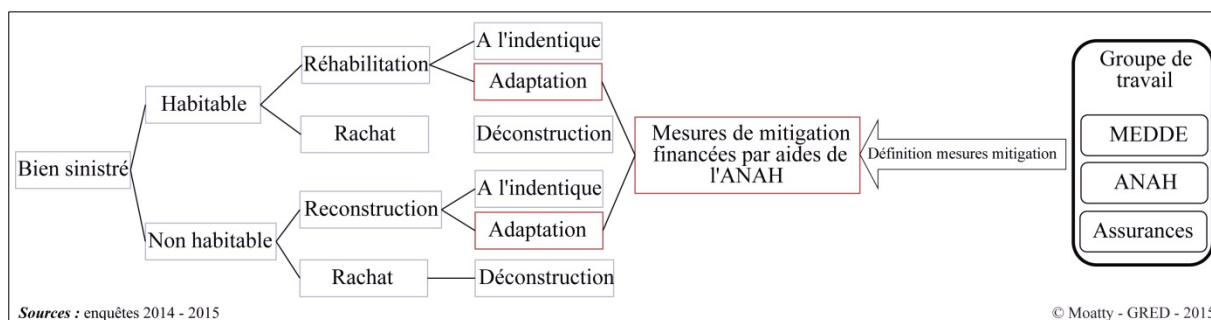 Bien sinistré
Habitable
Non habitable
Réhabilitation
Rachat
Reconstruction
Rachat
A l'indentique
Adaptation
Déconstruction
A l'indentique
Adaptation
Déconstruction
Mesures de mitigation
financées par aides de
l'ANAH
Définition mesures mitigation
Groupe de
travail
MEDDE
ANAH
Assurances
Sources : enquêtes 2014 - 2015
© Moatty - GRED - 2015